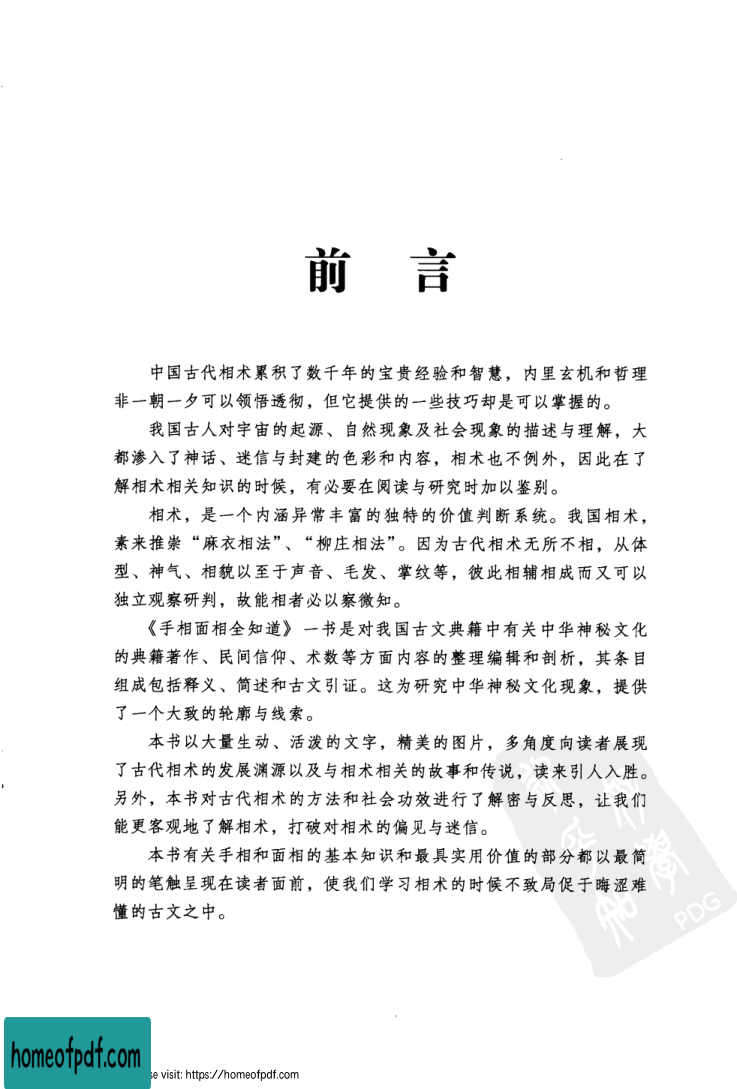 前 言
中国古代相术累积了数千年的宝贵经验和智慧，内里玄机和哲理
非一朝一夕可以领悟透彻，但它提供的一些技巧却是可以掌握的。
我国古人对宇宙的起源、自然现象及社会现象的描述与理解，大
都渗入了神话、迷信与封建的色彩和内容，相术也不例外，因此在了
解相术相关知识的时候，有必要在阅读与研究时加以鉴别。
相术，是一个内涵异常丰富的独特的价值判断系统。我国相术，
素来推崇“麻衣相法”、“柳庄相法”。因为古代相术无所不相，从体
型、神气、相貌以至于声音、毛发、掌纹等，彼此相辅相成而又可以
独立观察研判，故能相者必以察微知。
《手相面相全知道》一书是对我国古文典籍中有关中华神秘文化
的典籍著作、民间信仰、术数等方面内容的整理编辑和剖析，其条目
组成包括释义、简述和古文引证。这为研究中华神秘文化现象，提供
了一个大致的轮廓与线索。
本书以大量生动、活泼的文字，精美的图片，多角度向读者展现
了古代相术的发展渊源以及与相术相关的故事和传说，读来引人入胜。
另外，本书对古代相术的方法和社会功效进行了解密与反思，让我们
能更客观地了解相术，打破对相术的偏见与迷信。
本书有关手相和面相的基本知识和最具实用价值的部分都以最简
明的笔触呈现在读者面前，使我们学习相术的时候不致局促于晦涩难
懂的古文之中。
PDG
homeofpdf.com
se visit: https://homeofpdf.com